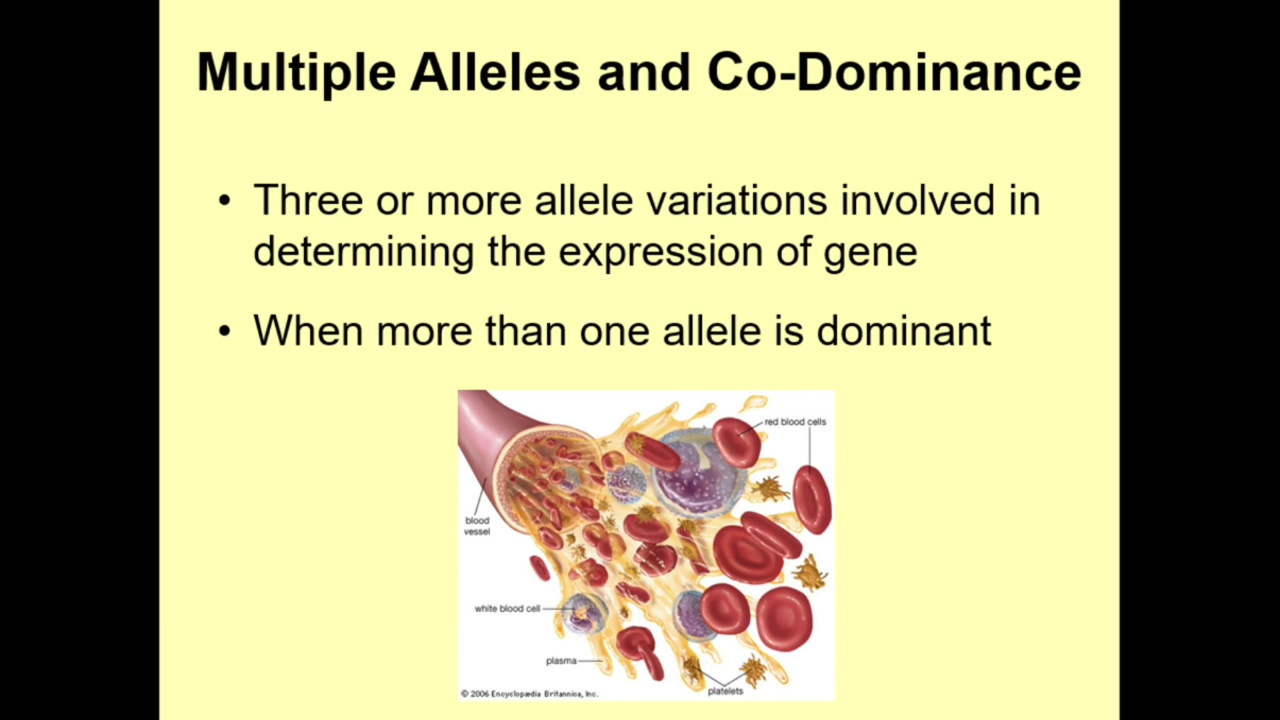 Multiple Alleles and Co-Dominance
• Three or more allele variations involved in
determining the expression of gene
• When more than one allele is dominant
red blood cells
blood
vessel
white blood cell
plasma
platelets
© 2006 Encyclopædia Britannica, Inc.